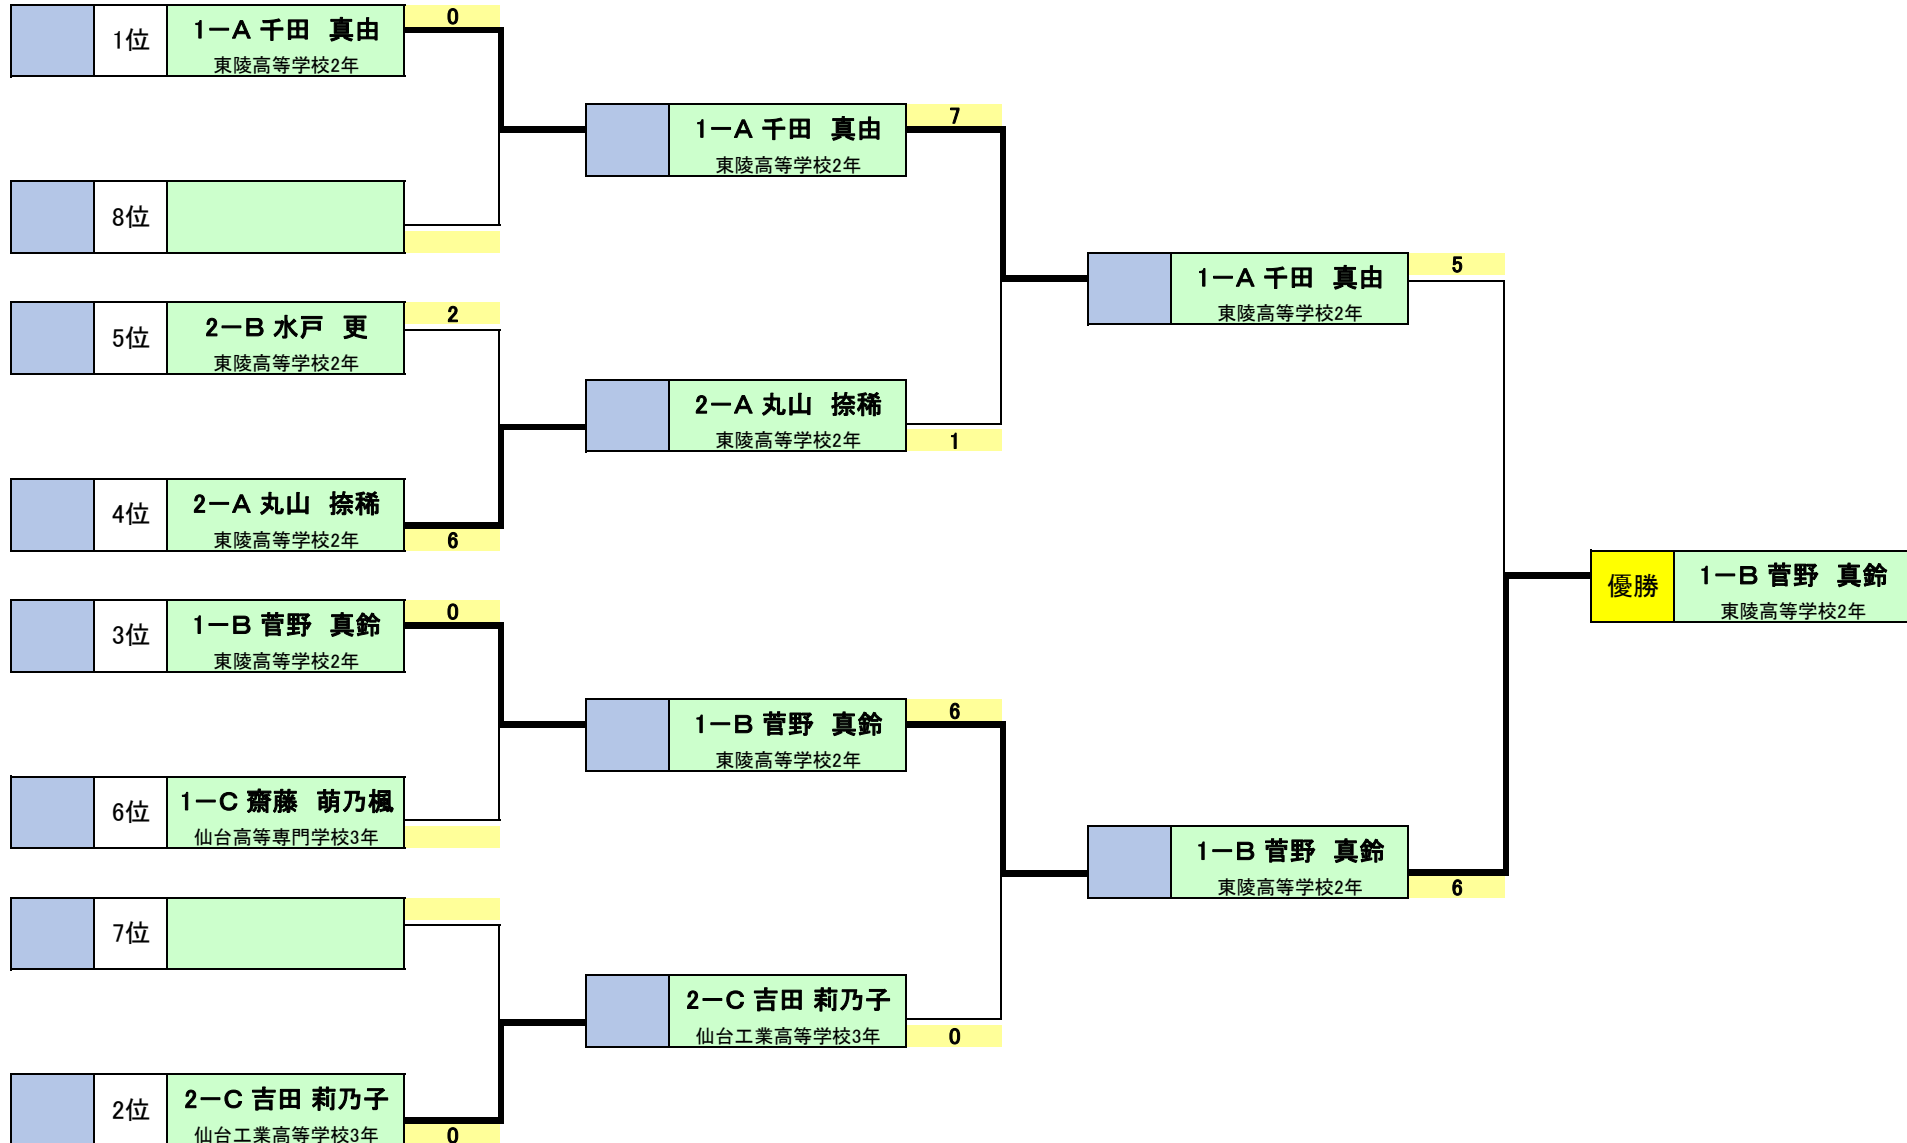 0
1位
1－A 千田　真由
東陵高等学校2年
7
1－A 千田　真由
東陵高等学校2年
8位
5
1－A 千田　真由
東陵高等学校2年
2
5位
2－B 水戸　更
東陵高等学校2年
2－A 丸山　捺稀
東陵高等学校2年
1
4位
2－A 丸山　捺稀
東陵高等学校2年
6
優勝
1－B 菅野　真鈴
東陵高等学校2年
0
3位
1－B 菅野　真鈴
東陵高等学校2年
6
1－B 菅野　真鈴
東陵高等学校2年
6位
1－C 齋藤　萌乃楓
仙台高等専門学校3年
1－B 菅野　真鈴
東陵高等学校2年
6
7位
2－C 吉田 莉乃子
仙台工業高等学校3年
0
2位
2－C 吉田 莉乃子
仙台工業高等学校3年
0